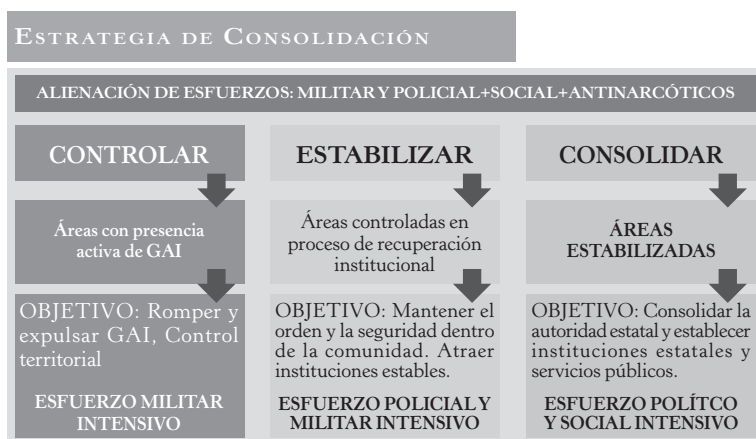 ESTRATEGIA DE CONSOLIDACIÓN
ALIENACIÓN DE ESFUERZOS: MILITAR Y POLICIAL+SOCIAL+ANTINARCÓTICOS
CONTROLAR
Áreas con presencia
activa de GAI
OBJETIVO: Romper y
expulsar GAI, Control
territorial
ESFUERZO MILITAR
INTENSIVO
ESTABILIZAR
Áreas controladas en
proceso de recuperación
institucional
OBJETIVO: Mantener el
orden y la seguridad dentro
de la comunidad. Atraer
instituciones estables.
ESFUERZO POLICIAL Y
MILITAR INTENSIVO
CONSOLIDAR
ÁREAS
ESTABILIZADAS
OBJETIVO: Consolidar la
autoridad estatal y establecer
instituciones estatales y
servicios públicos.
ESFUERZO POLÍTCO
Y SOCIAL INTENSIVO